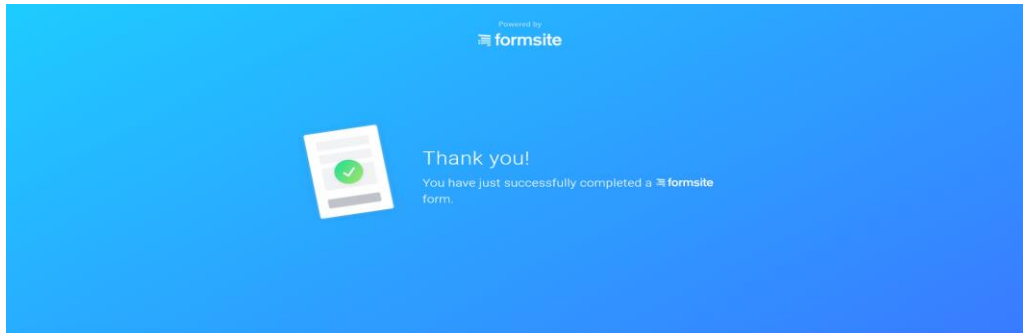 Powered by
formsite
Thank you!
You have just successfully completed a formsite
form.